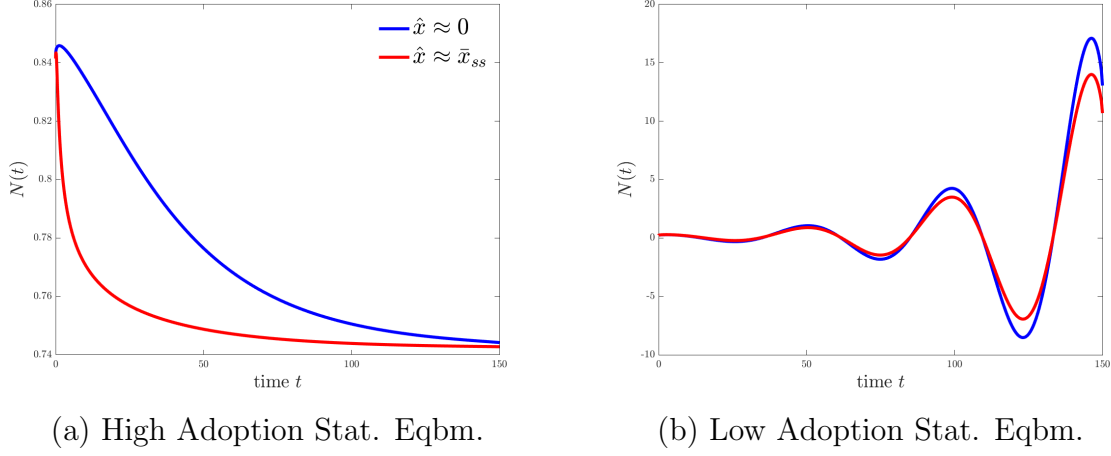 0.86
0.84
0.82
0.8
0.78
0.76
0.74
N(t)
x̂ ≈ 0
x̂ ≈ x̄ss
0 50 100 150
time t
(a) High Adoption Stat. Eqbm.
20
15
10
5
0
-5
-10
N(t)
0 50 100 150
time t
(b) Low Adoption Stat. Eqbm.